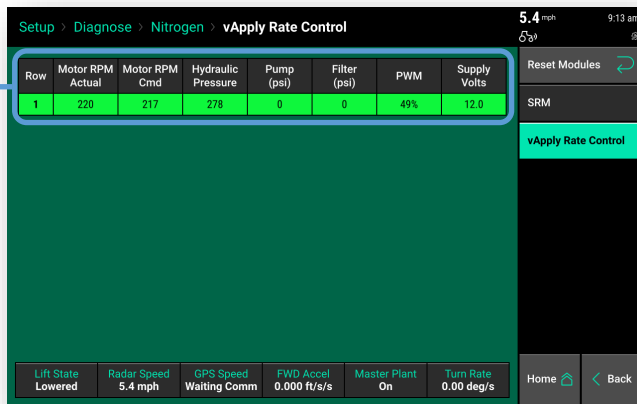 Setup > Diagnose > Nitrogen > vApply Rate Control
5.4 mph 9:13 am
Row Motor RPM Actual Motor RPM Cmd Hydraulic Pressure Pump (psi) Filter (psi) PWM Supply Volts
1 220 217 278 0 0 49% 12.0
Reset Modules
SRM
vApply Rate Control
Lift State Radar Speed GPS Speed FWD Accel Master Plant Turn Rate
Lowered 5.4 mph Waiting Comm 0.000 ft/s/s On 0.00 deg/s
Home < Back